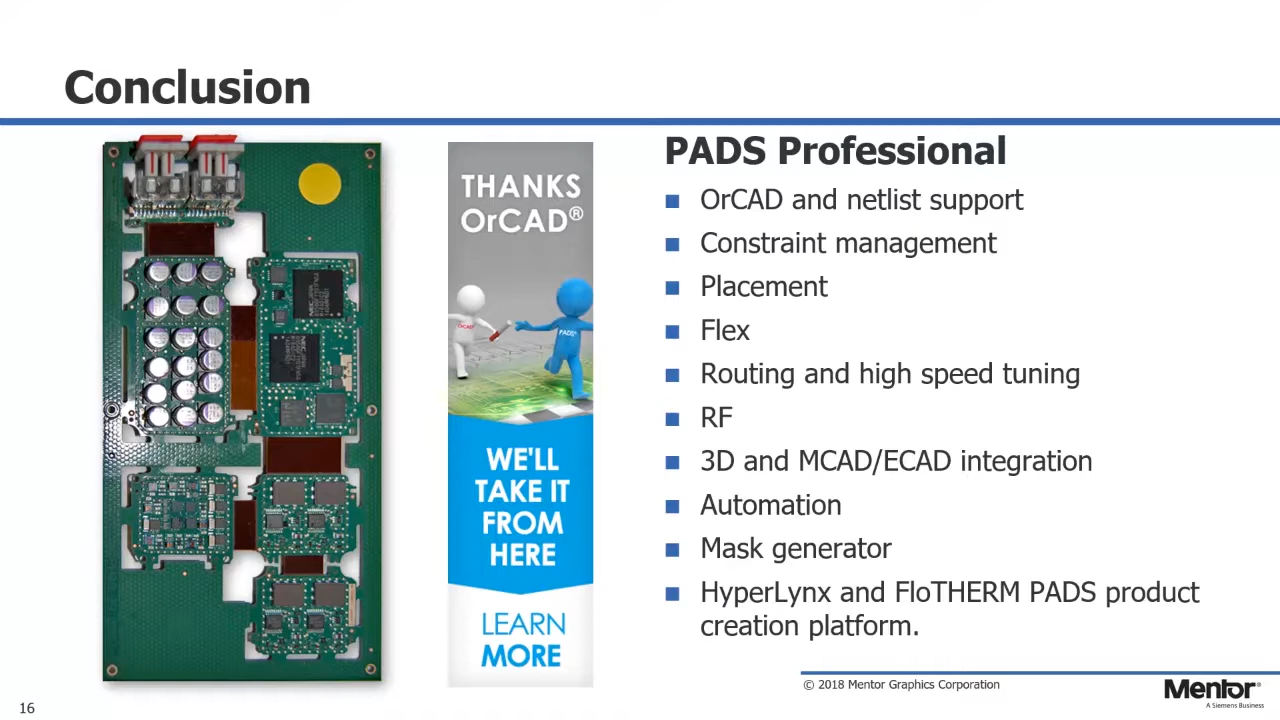 Conclusion
THANKS
OrCAD®
OrCAD
PADS
WE'LL
TAKE IT
FROM
HERE
LEARN
MORE
PADS Professional
OrCAD and netlist support
Constraint management
Placement
Flex
Routing and high speed tuning
RF
3D and MCAD/ECAD integration
Automation
Mask generator
HyperLynx and FloTHERM PADS product
creation platform.
© 2018 Mentor Graphics Corporation
Mentor®
A Siemens Business
16